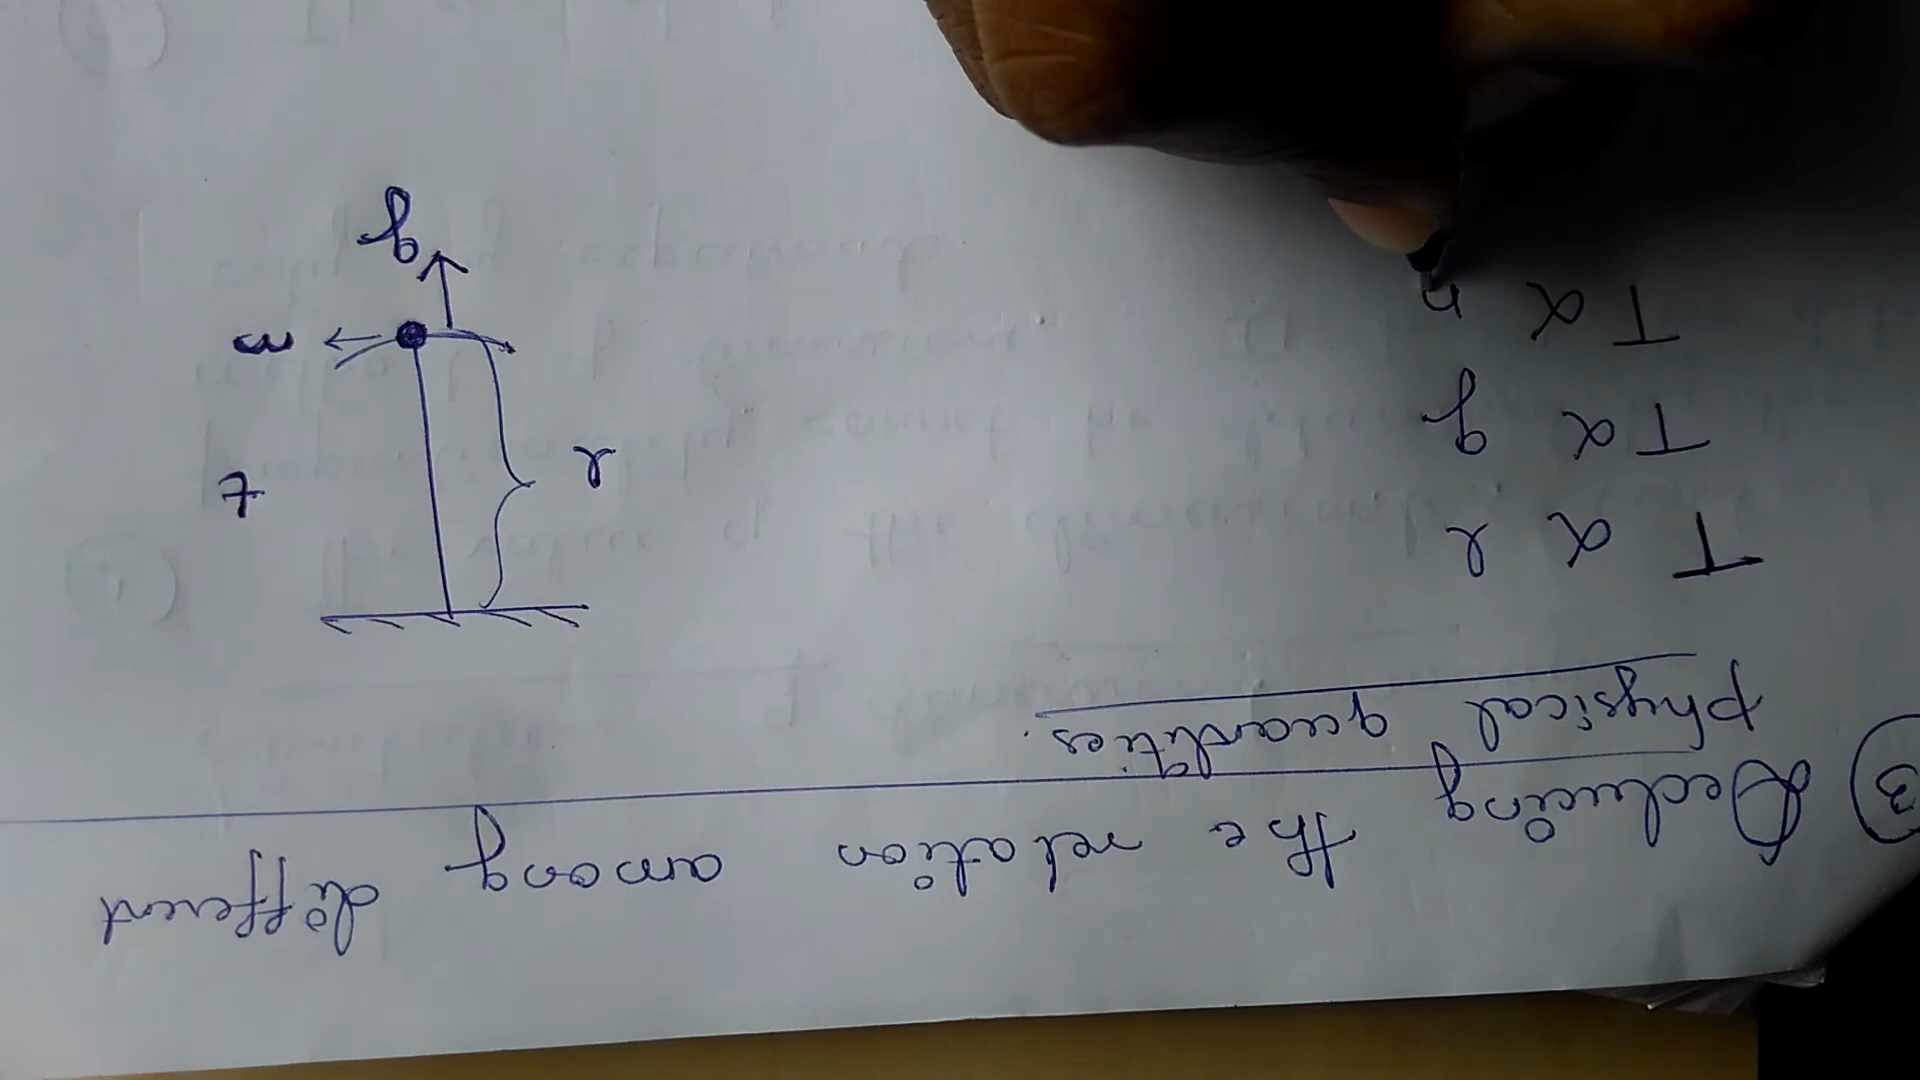 3 Deducing the relation among different
physical quantities.
T α l
T α g
T α
l
t
m
g